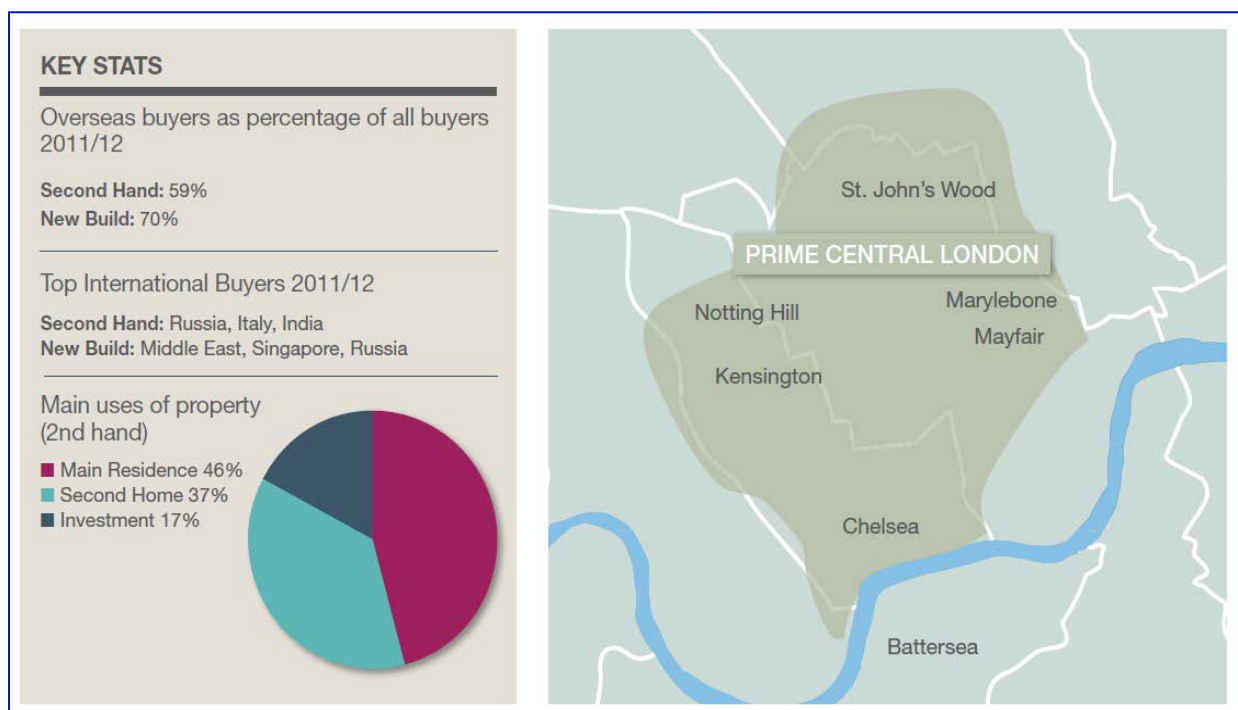 KEY STATS
Overseas buyers as percentage of all buyers
2011/12
Second Hand: 59%
New Build: 70%
Top International Buyers 2011/12
Second Hand: Russia, Italy, India
New Build: Middle East, Singapore, Russia
Main uses of property
(2nd hand)
Main Residence 46%
Second Home 37%
Investment 17%
St. John's Wood
PRIME CENTRAL LONDON
Marylebone
Notting Hill
Mayfair
Kensington
Chelsea
Battersea